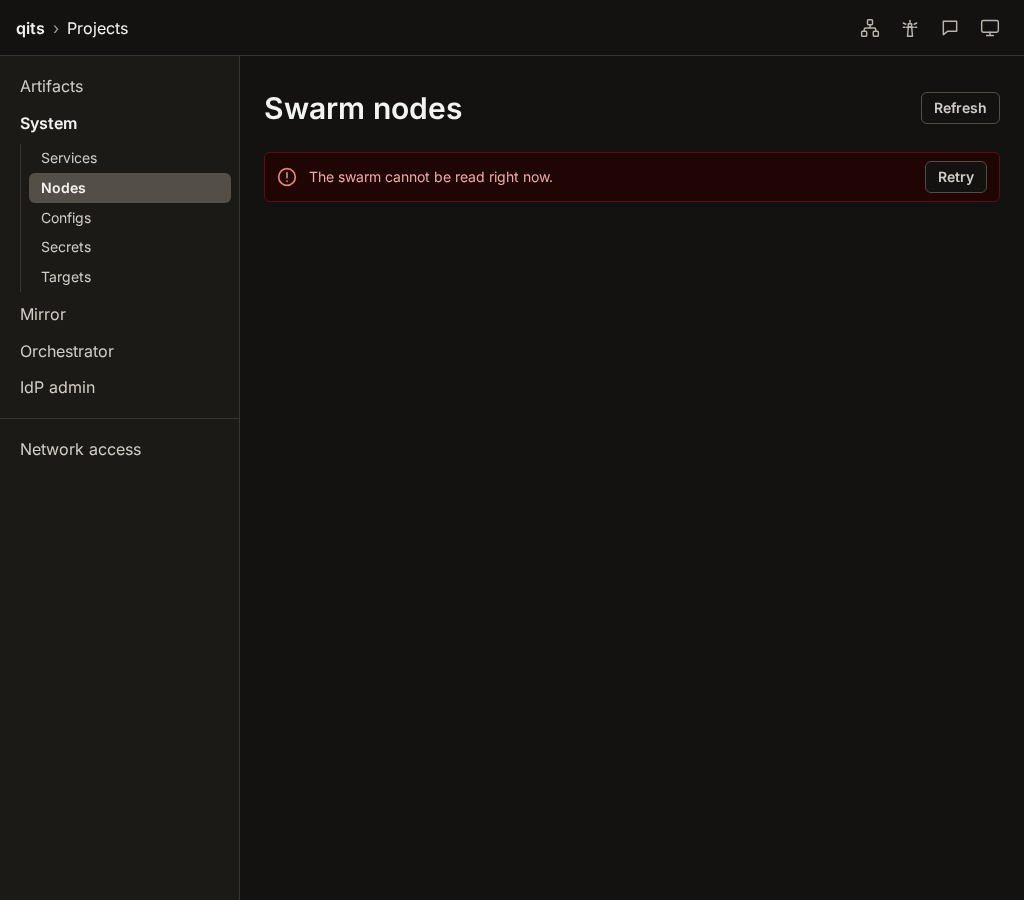 qits › Projects
Artifacts
System
Services
Nodes
Configs
Secrets
Targets
Mirror
Orchestrator
IdP admin
Network access
Swarm nodes
Refresh
The swarm cannot be read right now.
Retry